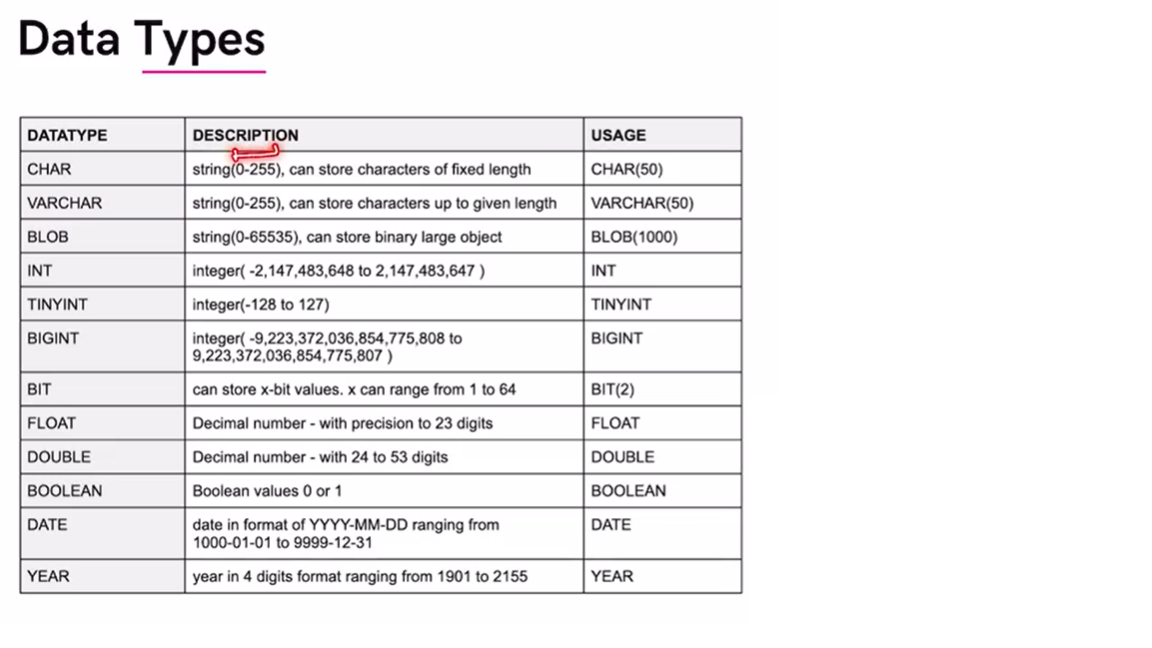 Data Types
DATATYPE DESCRIPTION USAGE
CHAR string(0-255), can store characters of fixed length CHAR(50)
VARCHAR string(0-255), can store characters up to given length VARCHAR(50)
BLOB string(0-65535), can store binary large object BLOB(1000)
INT integer( -2,147,483,648 to 2,147,483,647 ) INT
TINYINT integer(-128 to 127) TINYINT
BIGINT integer( -9,223,372,036,854,775,808 to BIGINT
9,223,372,036,854,775,807 )
BIT can store x-bit values. x can range from 1 to 64 BIT(2)
FLOAT Decimal number - with precision to 23 digits FLOAT
DOUBLE Decimal number - with 24 to 53 digits DOUBLE
BOOLEAN Boolean values 0 or 1 BOOLEAN
DATE date in format of YYYY-MM-DD ranging from DATE
1000-01-01 to 9999-12-31
YEAR year in 4 digits format ranging from 1901 to 2155 YEAR